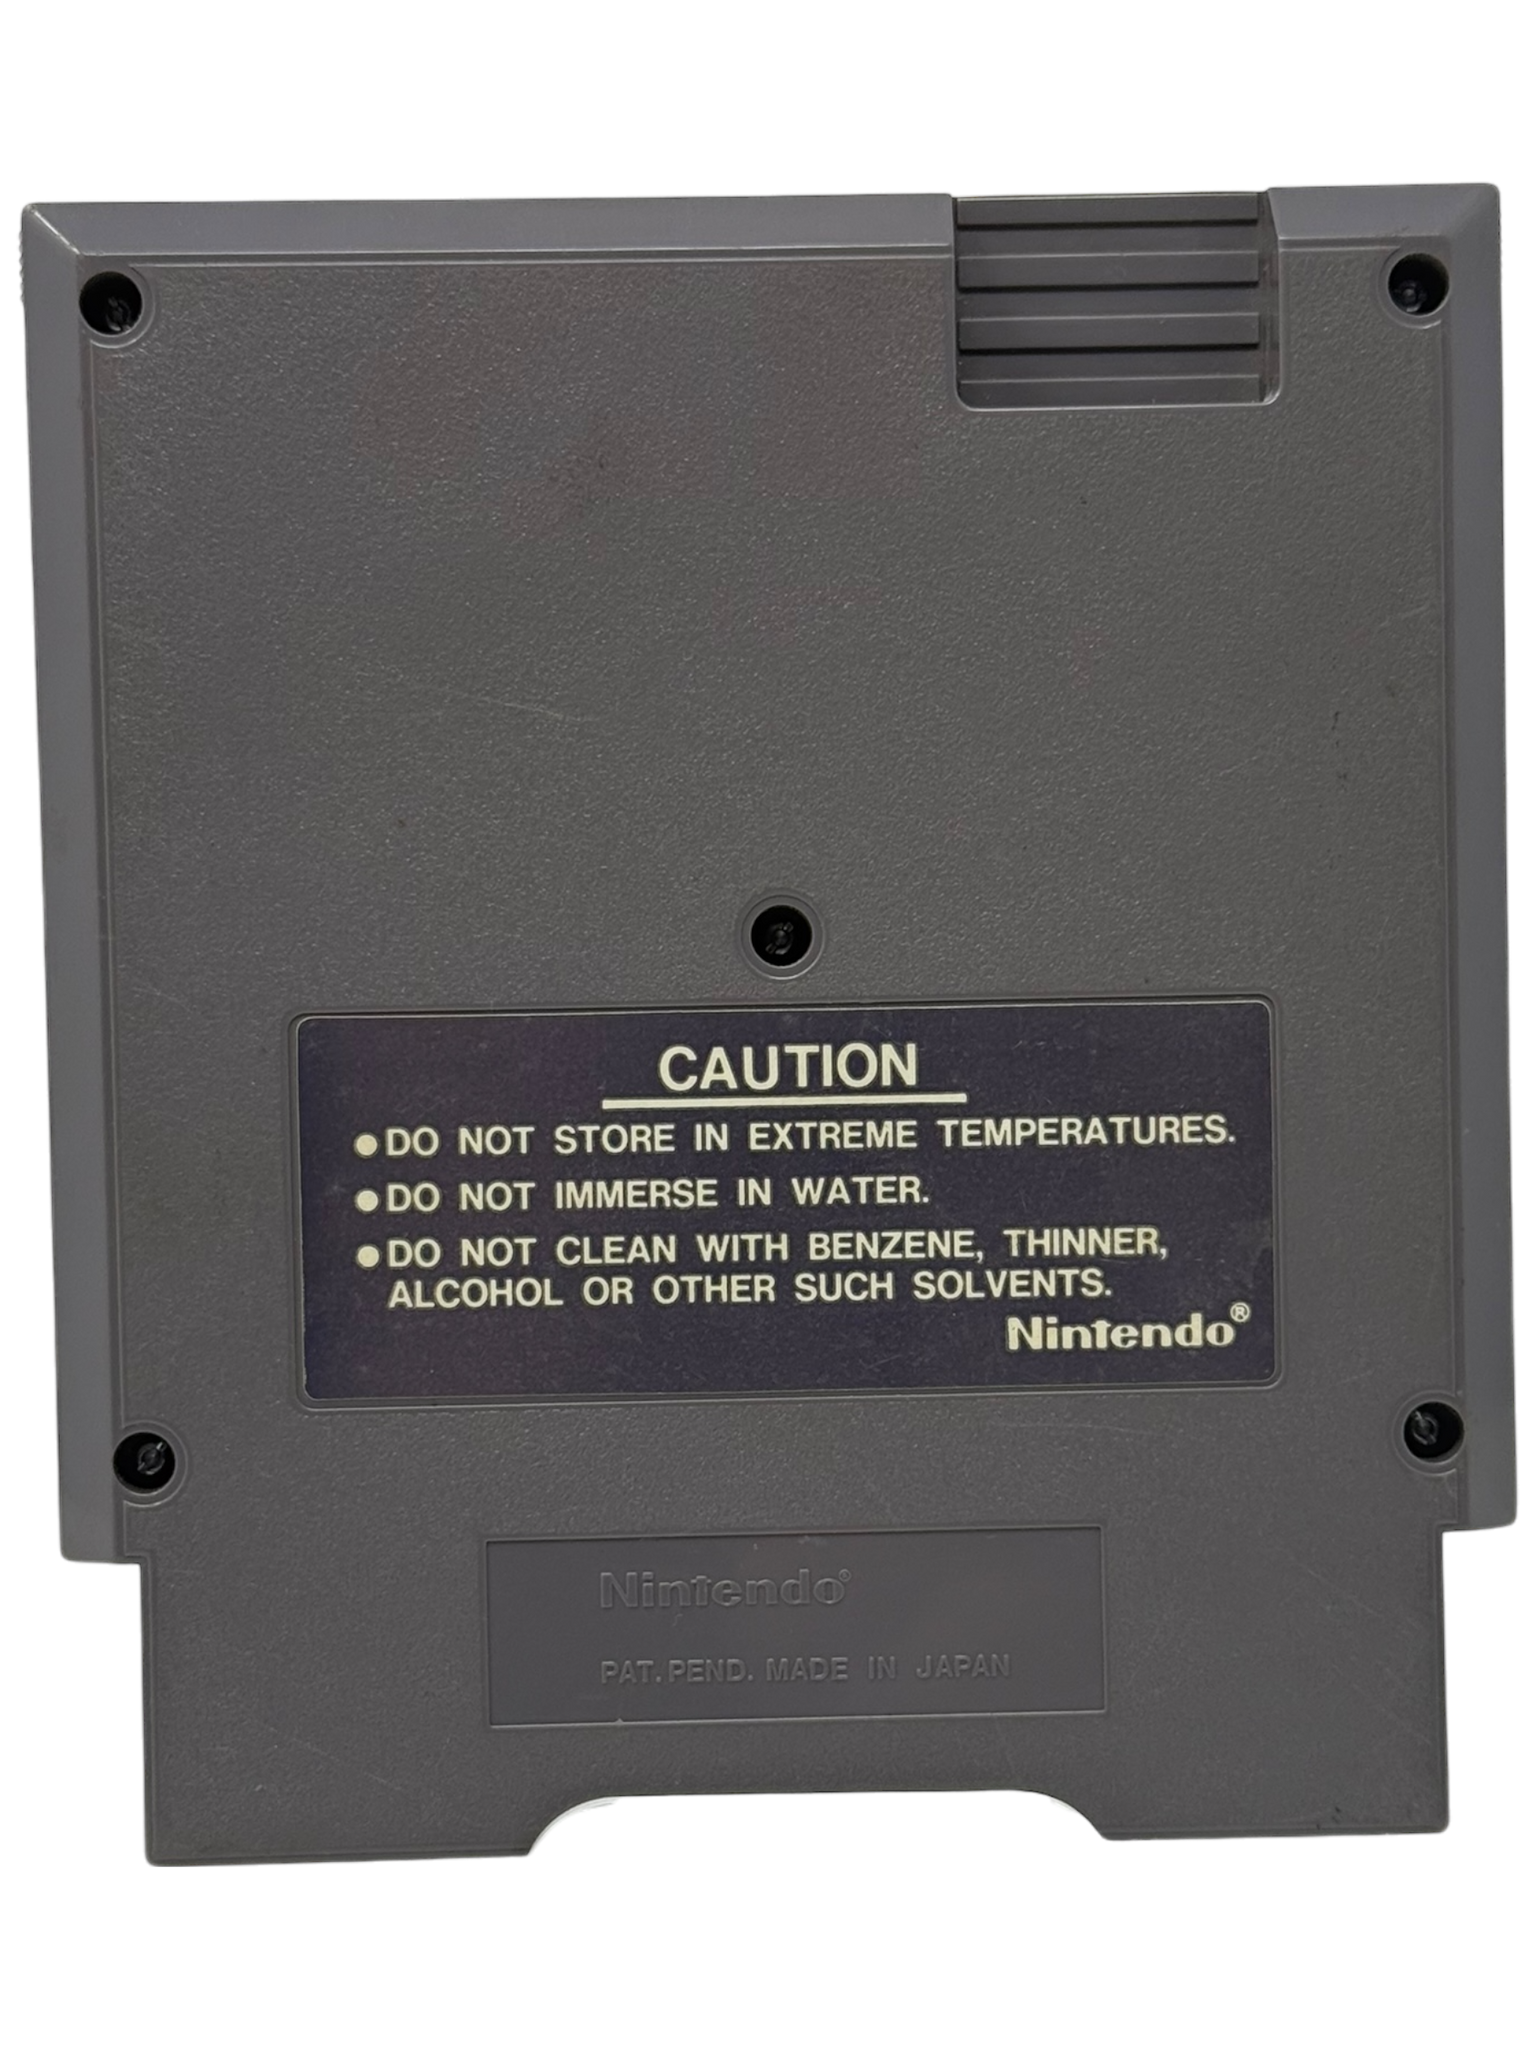 CAUTION
●DO NOT STORE IN EXTREME TEMPERATURES.
●DO NOT IMMERSE IN WATER.
●DO NOT CLEAN WITH BENZENE, THINNER,
ALCOHOL OR OTHER SUCH SOLVENTS.
Nintendo®
Nintendo®
PAT. PEND. MADE IN JAPAN